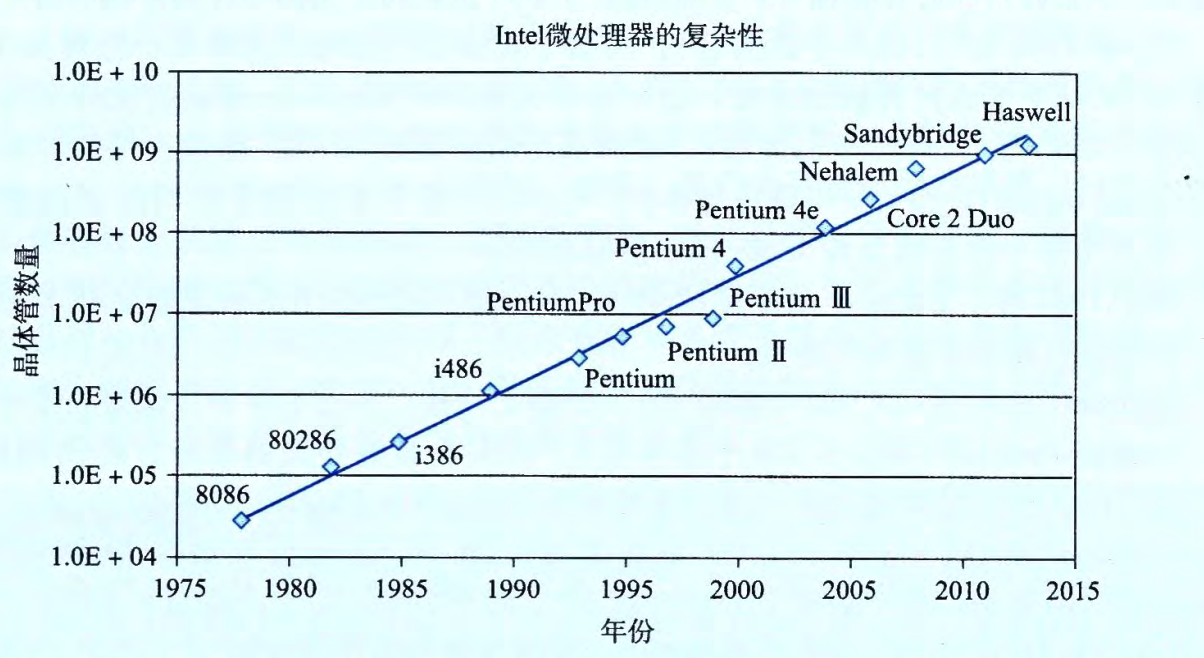 Intel微处理器的复杂性
1.0E + 10
1.0E + 09
1.0E + 08
1.0E + 07
1.0E + 06
1.0E + 05
1.0E + 04
晶体管数量
Haswell
Sandybridge
Nehalem
Core 2 Duo
Pentium 4e
Pentium 4
Pentium Ⅲ
PentiumPro
Pentium Ⅱ
Pentium
i486
i386
80286
8086
1975 1980 1985 1990 1995 2000 2005 2010 2015
年份